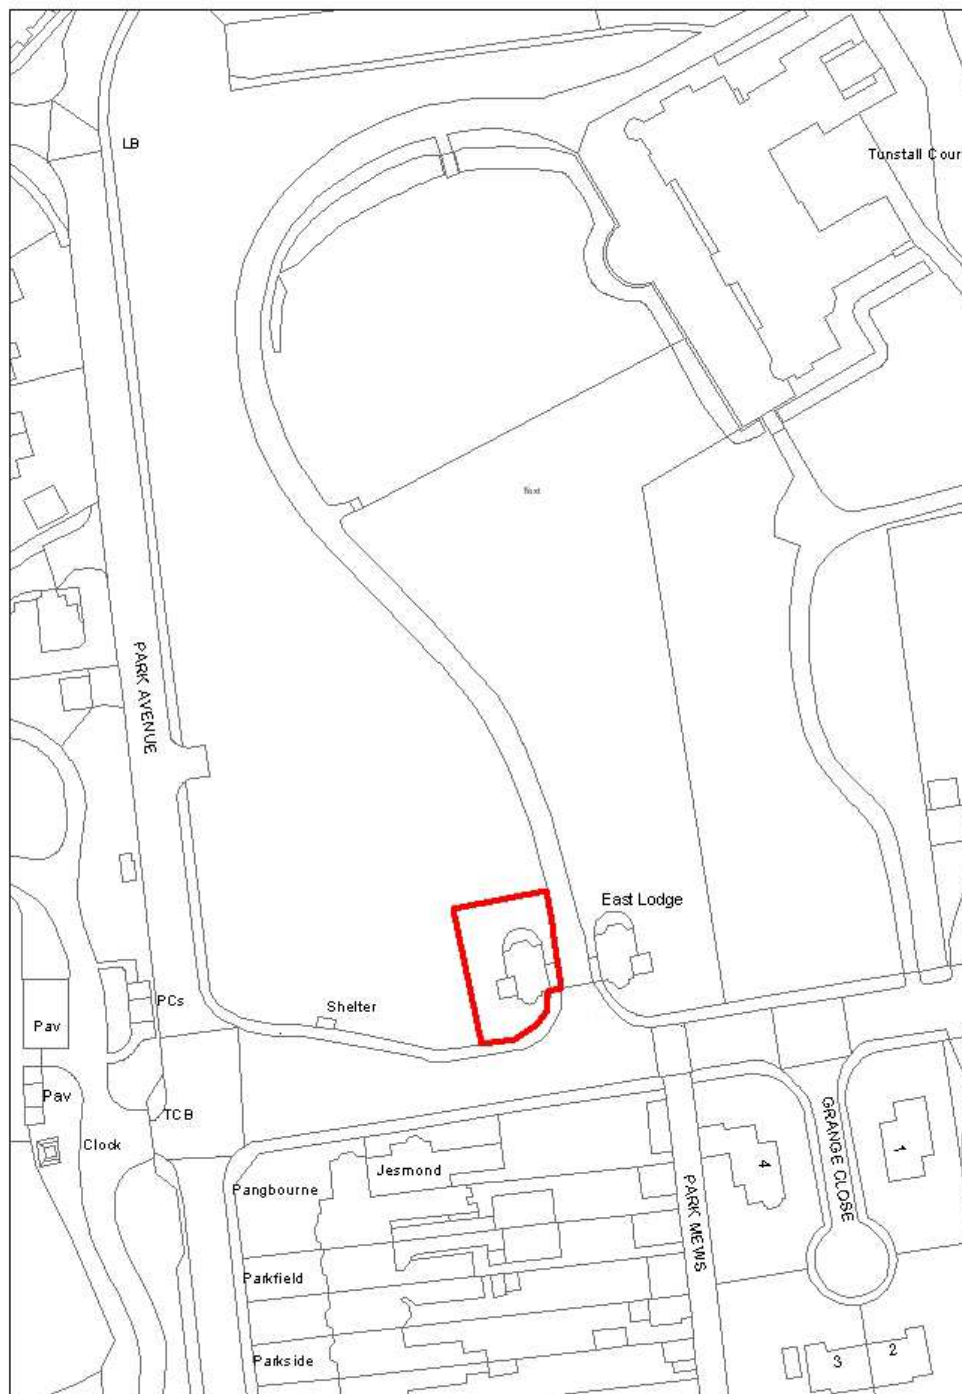 LB
Tunstall Cour
Text
PARK AVENUE
East Lodge
PCs
Shelter
Pav
Pav
TCB
Clock
Jesmond
Pangbourne
4
GRANGE CLOSE
1
PARK MEWS
Parkfield
Parkside
3
2